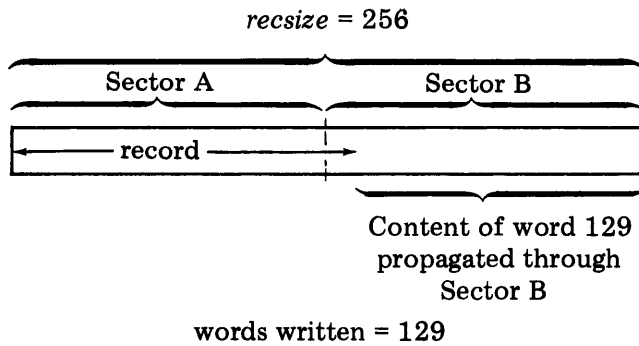 recsize = 256
Sector A Sector B
record
Content of word 129
propagated through
Sector B
words written = 129